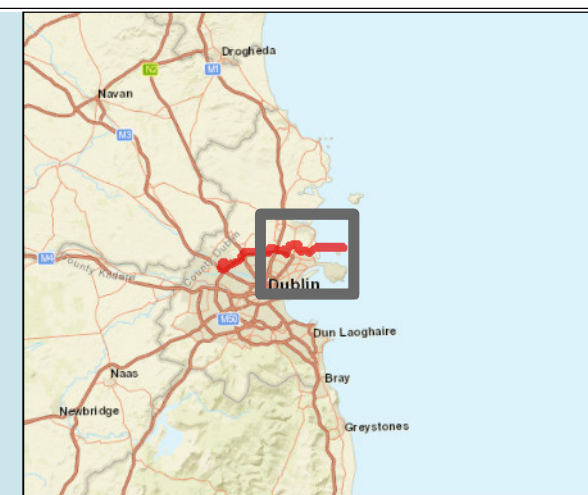 Drogheda
N2
M1
Navan
M3
County Dublin
M4
County Kildare
Dublin
M50
Dun Laoghaire
Naas
Bray
Newbridge
Greystones